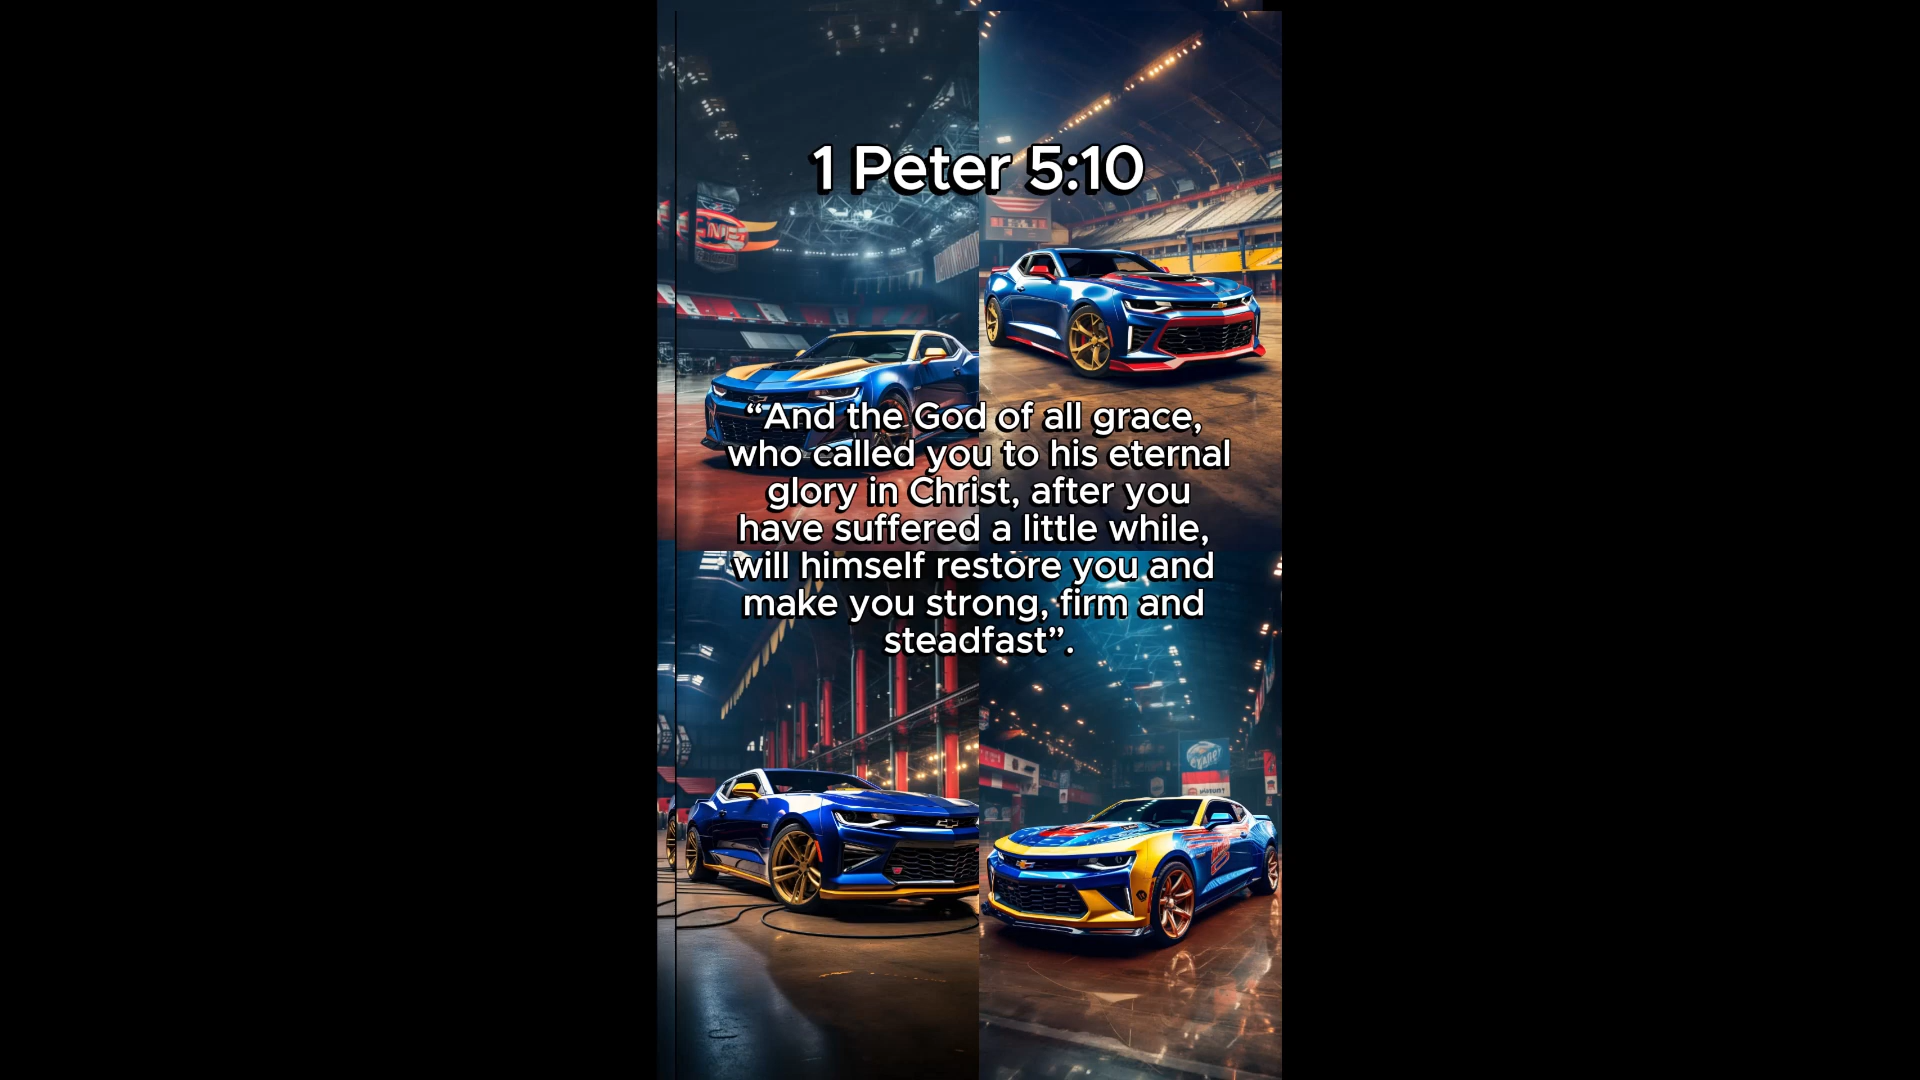 1 Peter 5:10
“And the God of all grace,
who called you to his eternal
glory in Christ, after you
have suffered a little while,
will himself restore you and
make you strong, firm and
steadfast”.